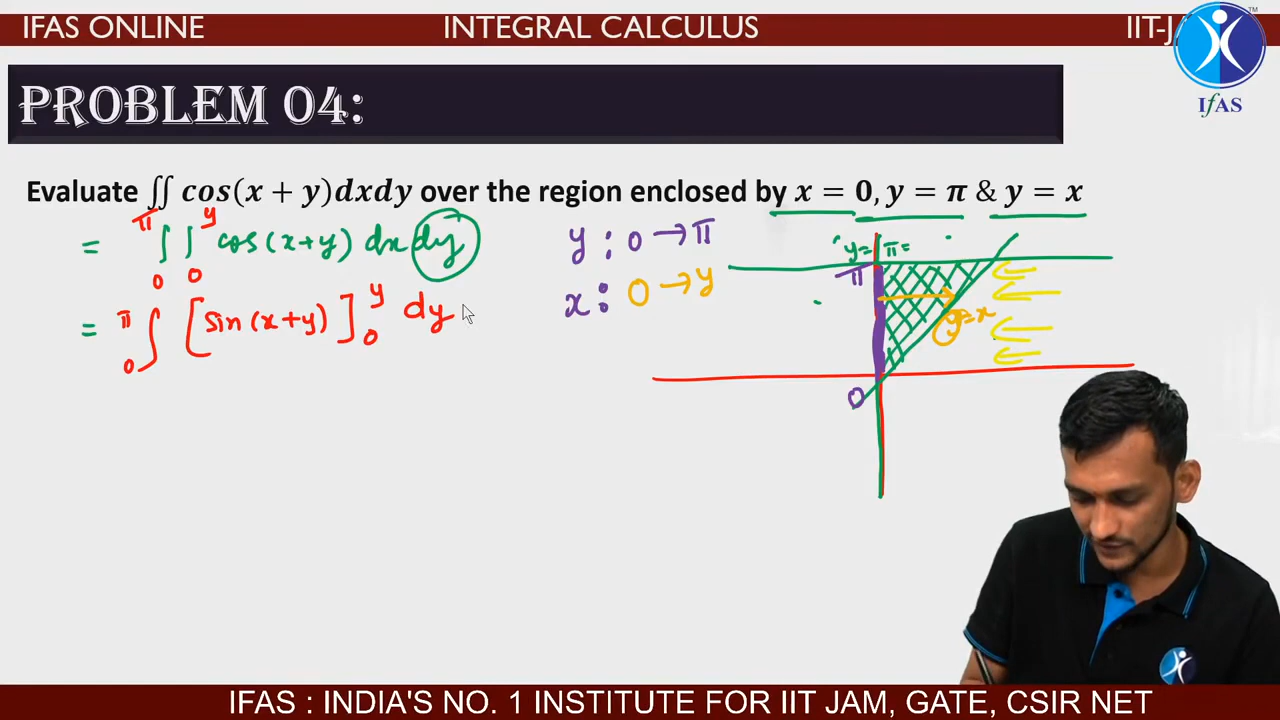 IFAS ONLINE INTEGRAL CALCULUS IIT-J
TM
IfAS
PROBLEM 04:
Evaluate ∬ cos(x + y)dxdy over the region enclosed by x = 0, y = π & y = x
= ∫₀^π ∫₀^y cos(x+y) dx dy
y : 0 → π
x : 0 → y
= ∫₀^π [sin(x+y)]₀^y dy
y = π =
π
y=x
0
IFAS : INDIA'S NO. 1 INSTITUTE FOR IIT JAM, GATE, CSIR NET